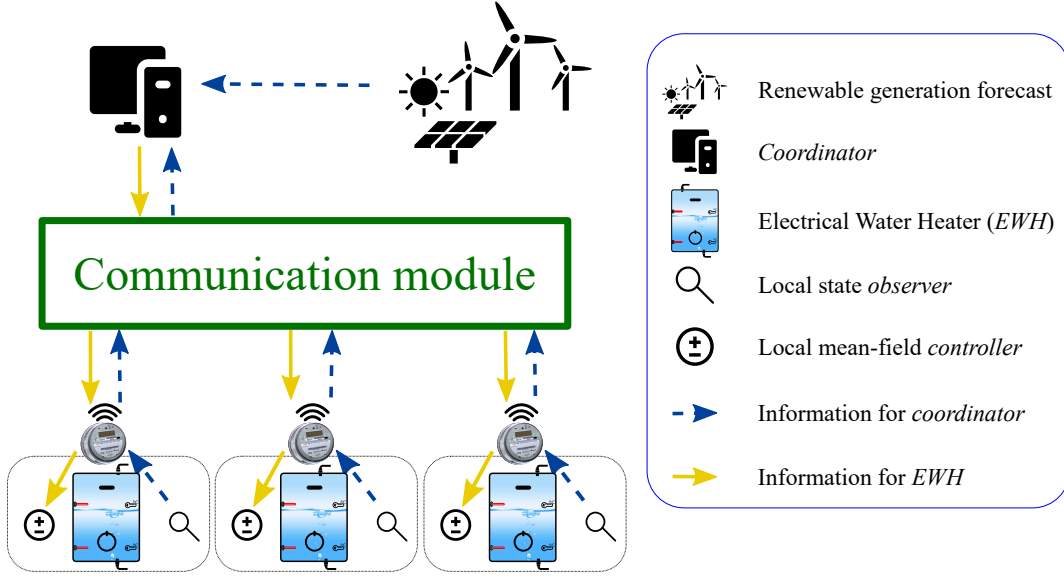 Communication module
Renewable generation forecast
Coordinator
Electrical Water Heater (EWH)
Local state observer
Local mean-field controller
Information for coordinator
Information for EWH